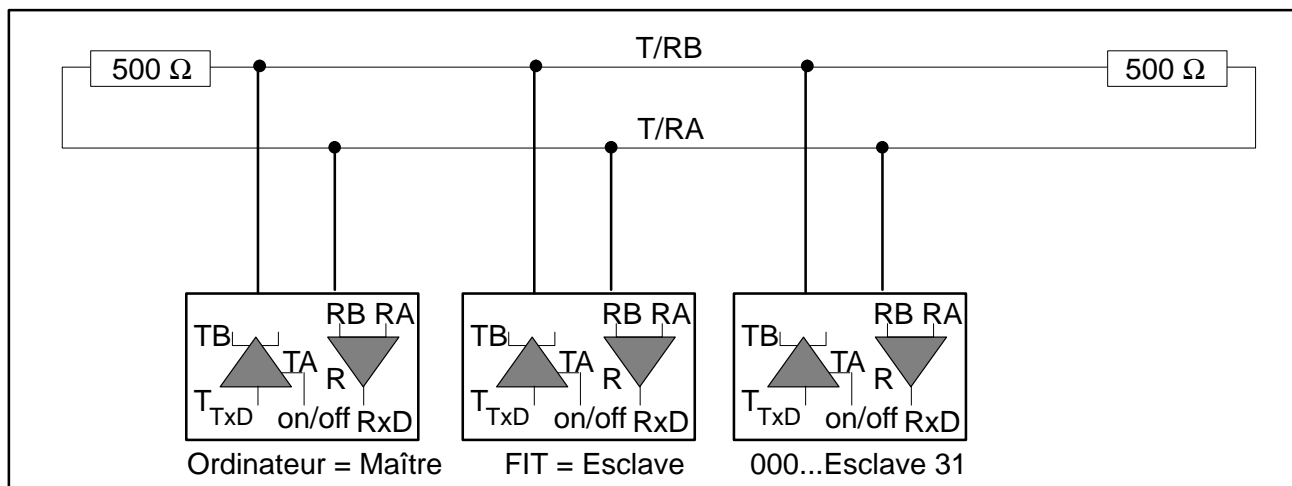 T/RB
500 Ω 500 Ω
T/RA
RB RA RB RA RB RA
TB TB TB
TA TA TA
R R R
T TxD on/off RxD T TxD on/off RxD T TxD on/off RxD
Ordinateur = Maître FIT = Esclave 000...Esclave 31